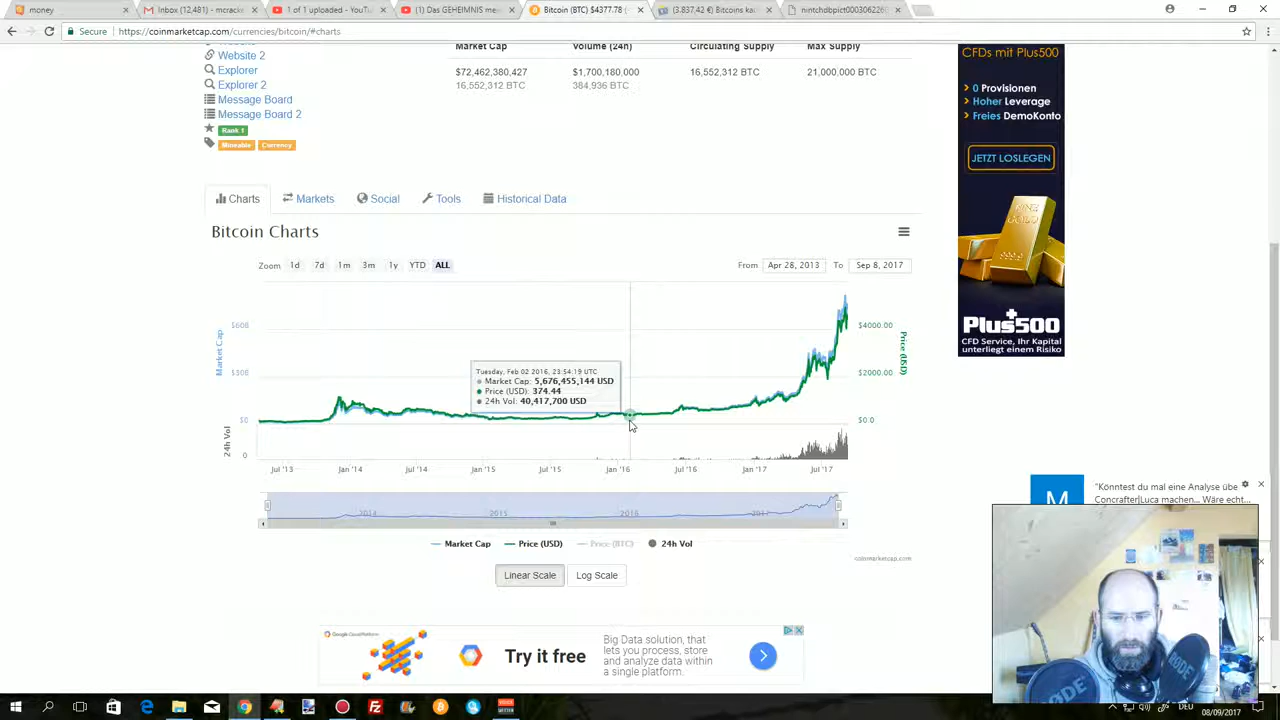 money
Inbox (12,481) - nicworx
1 of 1 uploaded - YouTu
(1) Das GEHEIMNIS me
Bitcoin (BTC) $4377.78
(3.837,42 €) Bitcoins ka
nintchdbpict000306226
Secure
https://coinmarketcap.com/currencies/bitcoin/#charts
Website 2
Explorer
Explorer 2
Message Board
Message Board 2
Rank 1
Mineable Currency
Market Cap
Volume (24h)
Circulating Supply
Max Supply
$72,462,380,427
$1,700,180,000
16,552,312 BTC
21,000,000 BTC
16,552,312 BTC
384,936 BTC
Charts
Markets
Social
Tools
Historical Data
Bitcoin Charts
Zoom 1d 7d 1m 3m 1y YTD ALL
From Apr 28, 2013 To Sep 8, 2017
Market Cap
$60B
$30B
$0
24h Vol
0
Price (USD)
$4000.00
$2000.00
$0.0
Tuesday, Feb 02 2016, 23:54:19 UTC
Market Cap: 5,676,455,144 USD
Price (USD): 374.44
24h Vol: 40,417,700 USD
Jul '13 Jan '14 Jul '14 Jan '15 Jul '15 Jan '16 Jul '16 Jan '17 Jul '17
2014 2015 2016 2017
Market Cap
Price (USD)
Price (BTC)
24h Vol
coinmarketcap.com
Linear Scale
Log Scale
Google Cloud Platform
Try it free
Big Data solution, that
lets you process, store
and analyze data within
a single platform.
CFDs mit Plus500
0 Provisionen
Hoher Leverage
Freies DemoKonto
JETZT LOSLEGEN
Plus500
CFD Service, Ihr Kapital
unterliegt einem Risiko
M
"Könntest du mal eine Analyse übe
Concrafter|Luca machen... Wäre echt...
RØDE
DEU
08/09/2017